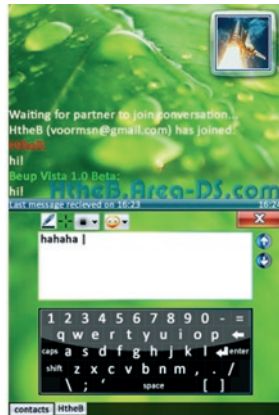 Waiting for partner to join conversation...
HtheB (voormsn@gmail.com) has joined.
HtheB:
hi!
Beup Vista 1.0 Beta:
hi!
HtheB.Area-DS.com
Last message recieved on 16:23 16:24
X
hahaha |
1 2 3 4 5 6 7 8 9 0 - =
q w e r t y u i o p
caps a s d f g h j k l enter
shift z x c v b n m , . /
\ ; ' space [ ]
contacts HtheB